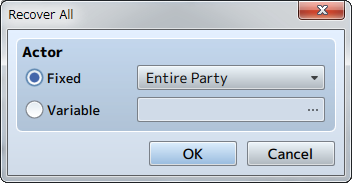 Recover All
Actor
Fixed Entire Party
Variable ...
OK Cancel